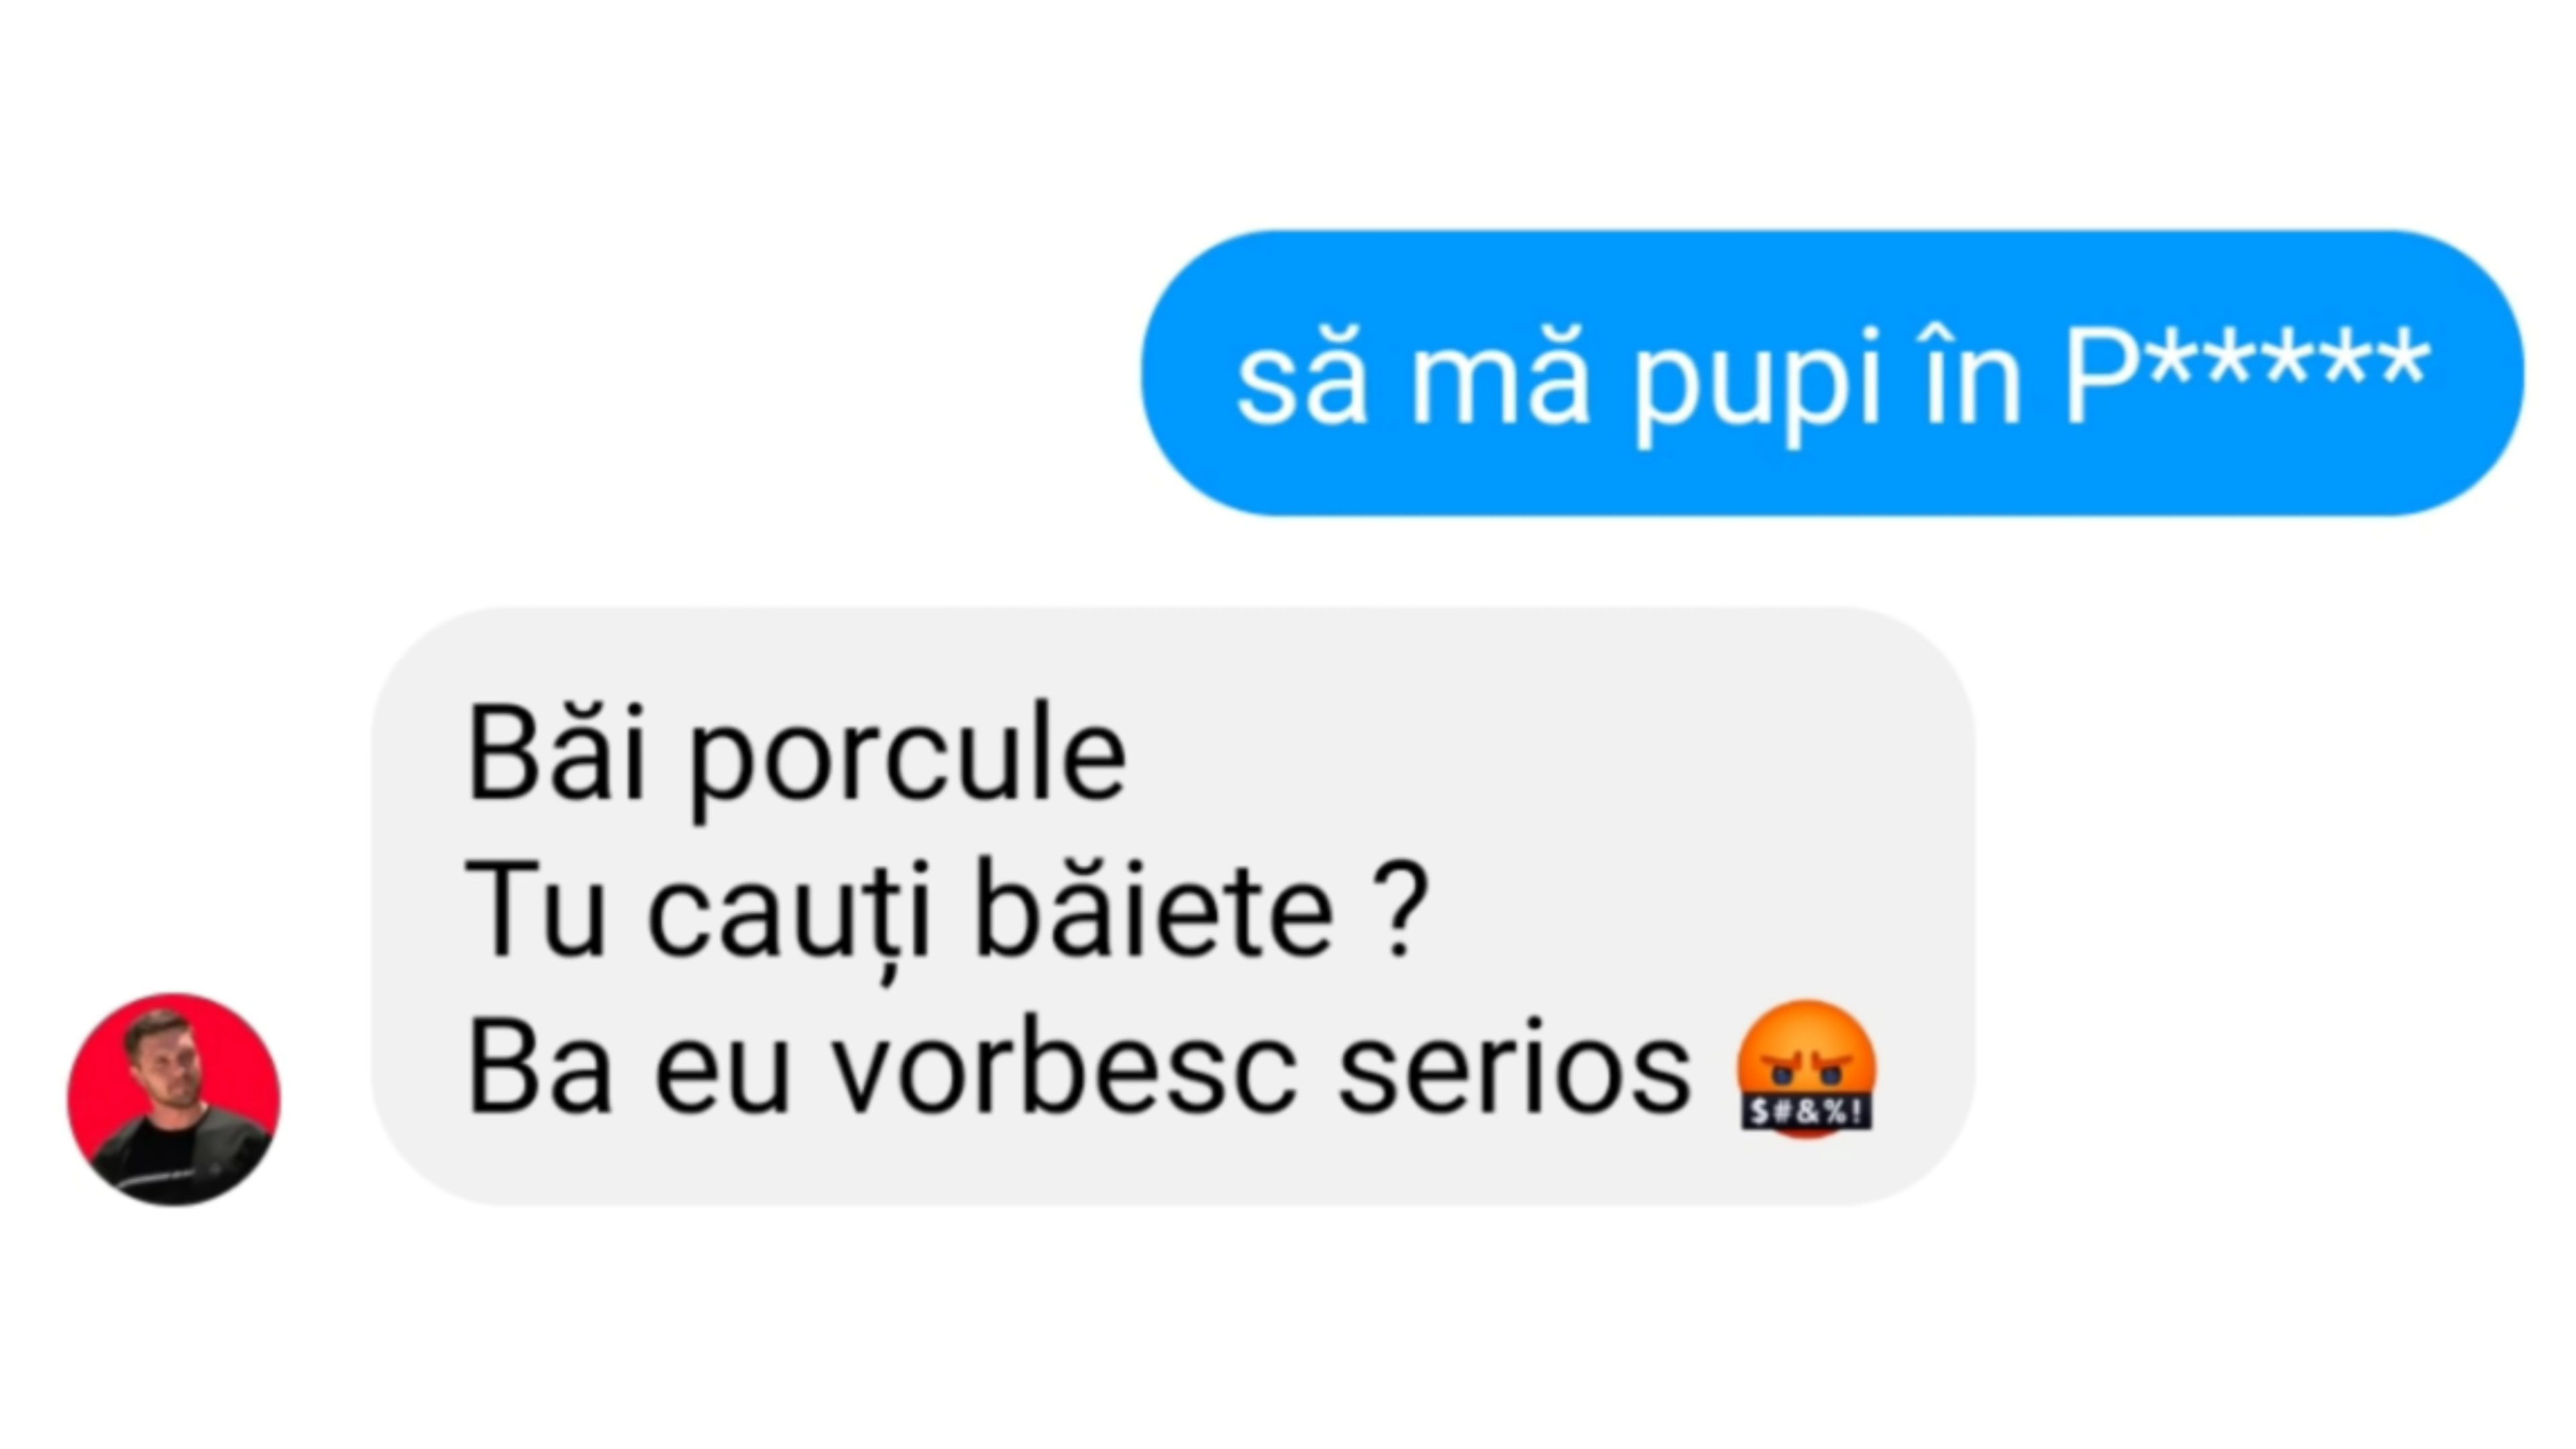 să mă pupi în P*****
Băi porcule
Tu cauți băiete ?
Ba eu vorbesc serios 🤬